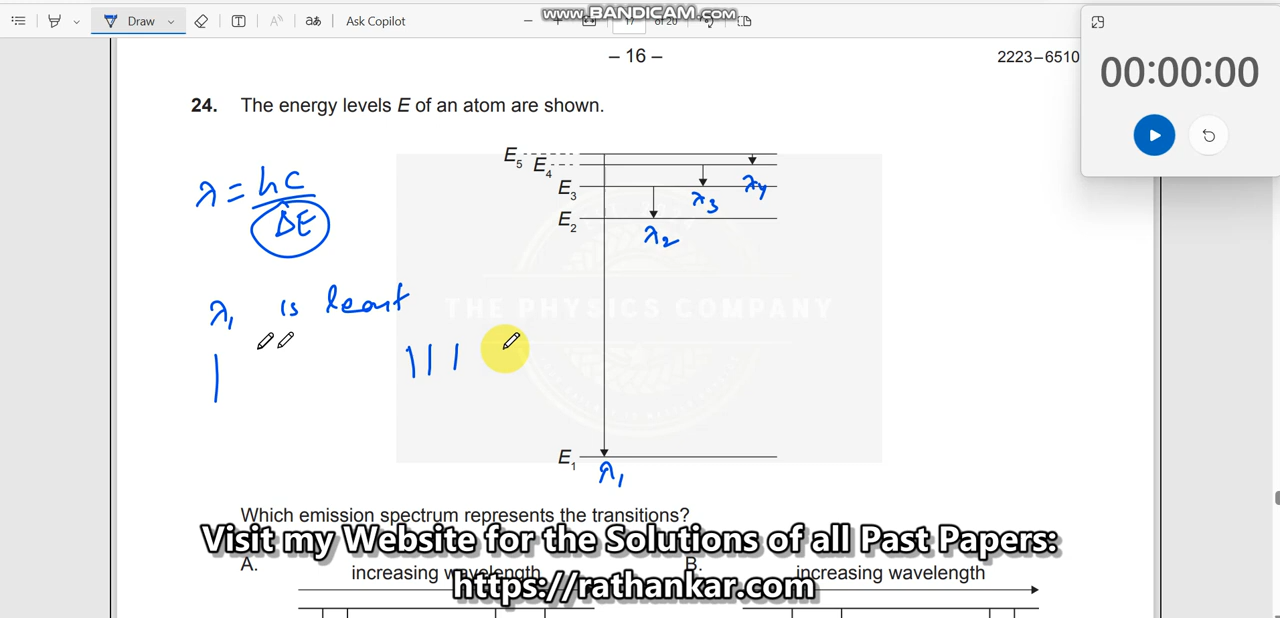 Draw
Ask Copilot
www.BANDICAM.com
of 20
00:00:00
– 16 –
2223–6510
24. The energy levels E of an atom are shown.
E5
E4
E3
E2
E1
λ = hc
ΔE
λ4
λ3
λ2
λ1 is least
THE PHYSICS COMPANY
λ1
Which emission spectrum represents the transitions?
Visit my Website for the Solutions of all Past Papers:
A.
B.
increasing wavelength
increasing wavelength
https://rathankar.com